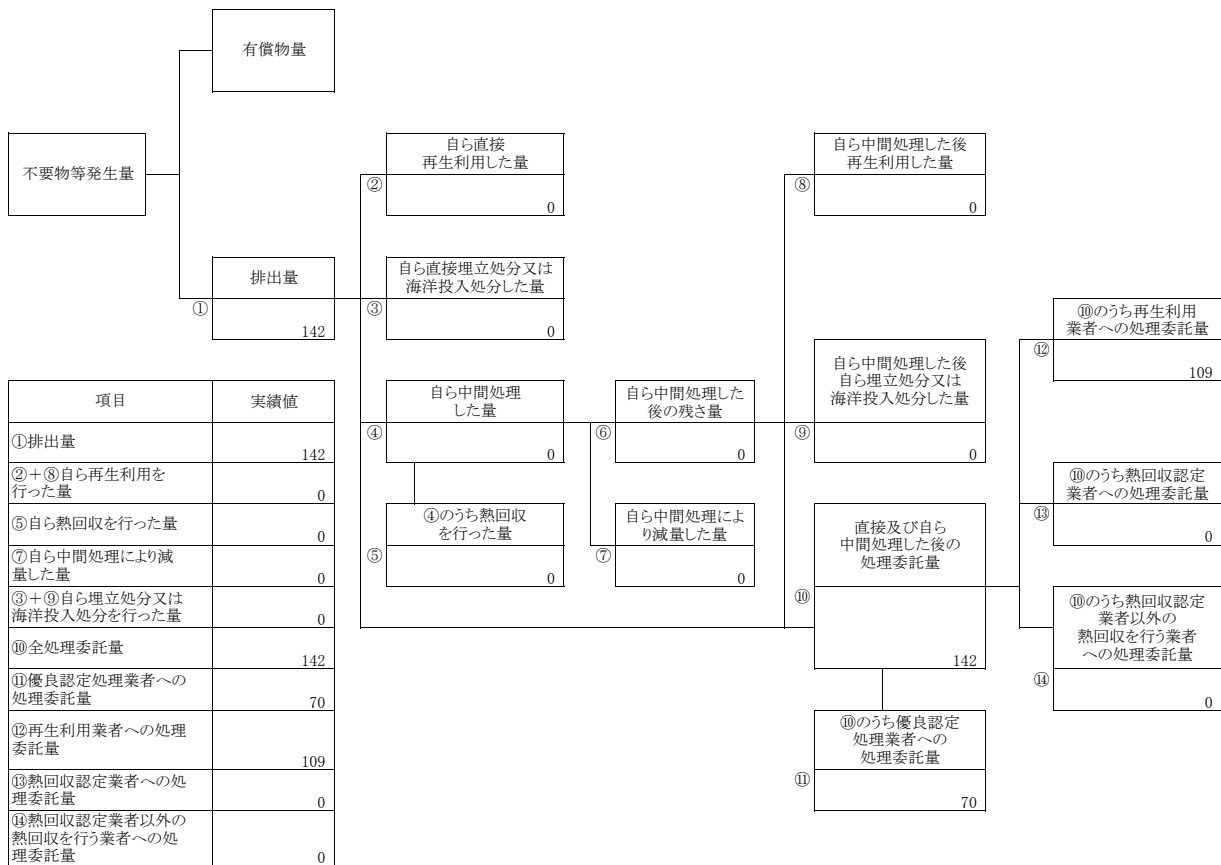 有償物量
不要物等発生量
自ら直接
再生利用した量
②
0
自ら中間処理した後
再生利用した量
⑧
0
排出量
①
142
自ら直接埋立処分又は
海洋投入処分した量
③
0
⑩のうち再生利用
業者への処理委託量
⑫
109
自ら中間処理
した量
④
0
自ら中間処理した
後の残さ量
⑥
0
自ら中間処理した後
自ら埋立処分又は
海洋投入処分した量
⑨
0
⑩のうち熱回収認定
業者への処理委託量
⑬
0
④のうち熱回収
を行った量
⑤
0
自ら中間処理によ
り減量した量
⑦
0
直接及び自ら
中間処理した後の
処理委託量
⑩
142
⑩のうち熱回収認定
業者以外の
熱回収を行う業者
への処理委託量
⑭
0
⑩のうち優良認定
処理業者への
処理委託量
⑪
70
項目 実績値
①排出量
142
②+⑧自ら再生利用を
行った量 0
⑤自ら熱回収を行った量
0
⑦自ら中間処理により減
量した量 0
③+⑨自ら埋立処分又は
海洋投入処分を行った量 0
⑩全処理委託量
142
⑪優良認定処理業者への
処理委託量 70
⑫再生利用業者への処理
委託量
109
⑬熱回収認定業者への処
理委託量 0
⑭熱回収認定業者以外の
熱回収を行う業者への処
理委託量 0